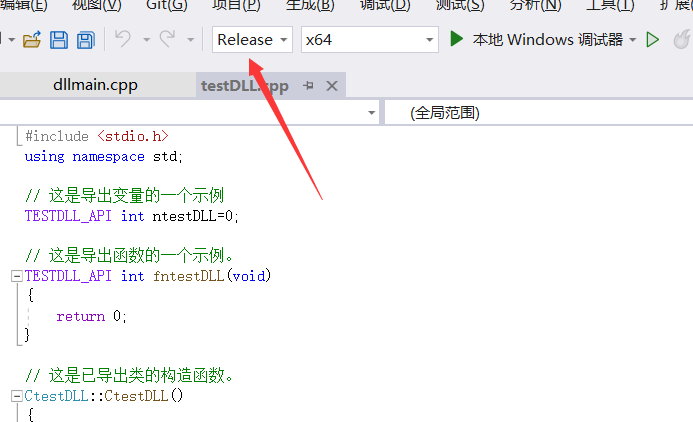 编辑(E) 视图(V) Git(G) 项目(P) 生成(B) 调试(D) 测试(S) 分析(N) 工具(T) 扩展
Release x64 本地 Windows 调试器
dllmain.cpp testDLL.cpp
(全局范围)
#include <stdio.h>
using namespace std;
// 这是导出变量的一个示例
TESTDLL_API int ntestDLL=0;
// 这是导出函数的一个示例。
TESTDLL_API int fntestDLL(void)
{
return 0;
}
// 这是已导出类的构造函数。
CtestDLL::CtestDLL()
{